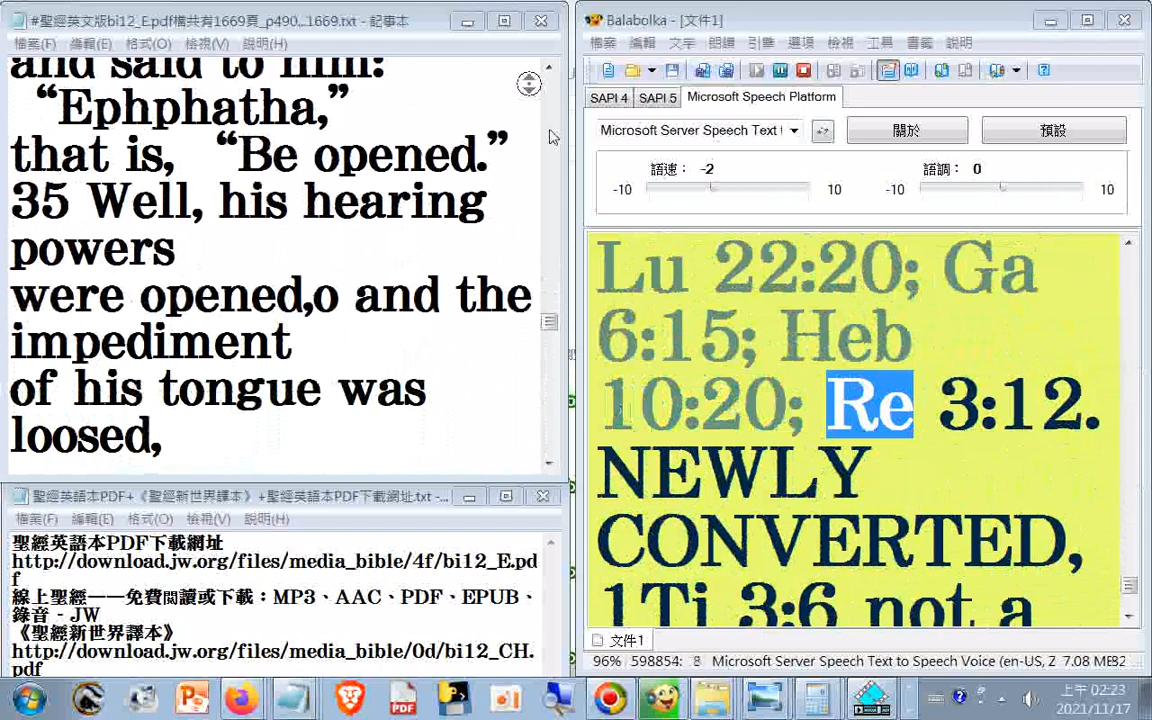 #聖經英文版bi12_E.pdf檔共有1669頁_p490,..1669.txt - 記事本
檔案(F) 編輯(E) 格式(O) 檢視(V) 說明(H)
and said to him:
“Ephphatha,”
that is, “Be opened.”
35 Well, his hearing
powers
were opened,o and the
impediment
of his tongue was
loosed,
聖經英語本PDF+《聖經新世界譯本》+聖經英語本PDF下載網址.txt -...
檔案(F) 編輯(E) 格式(O) 檢視(V) 說明(H)
聖經英語本PDF下載網址
http://download.jw.org/files/media_bible/4f/bi12_E.pd
f
線上聖經——免費閱讀或下載：MP3、AAC、PDF、EPUB、
錄音 - JW
《聖經新世界譯本》
http://download.jw.org/files/media_bible/0d/bi12_CH.
pdf
Balabolka - [文件1]
檔案 編輯 文字 朗讀 引擎 選項 檢視 工具 書籤 說明
SAPI 4 SAPI 5 Microsoft Speech Platform
Microsoft Server Speech Text 關於 預設
語速： -2 語調： 0
-10 10 -10 10
Lu 22:20; Ga
6:15; Heb
10:20; Re 3:12.
NEWLY
CONVERTED,
1Ti 3:6 not a
文件1
96% 598854: 8 Microsoft Server Speech Text to Speech Voice (en-US, Z 7.08 MB
上午 02:23
2021/11/17